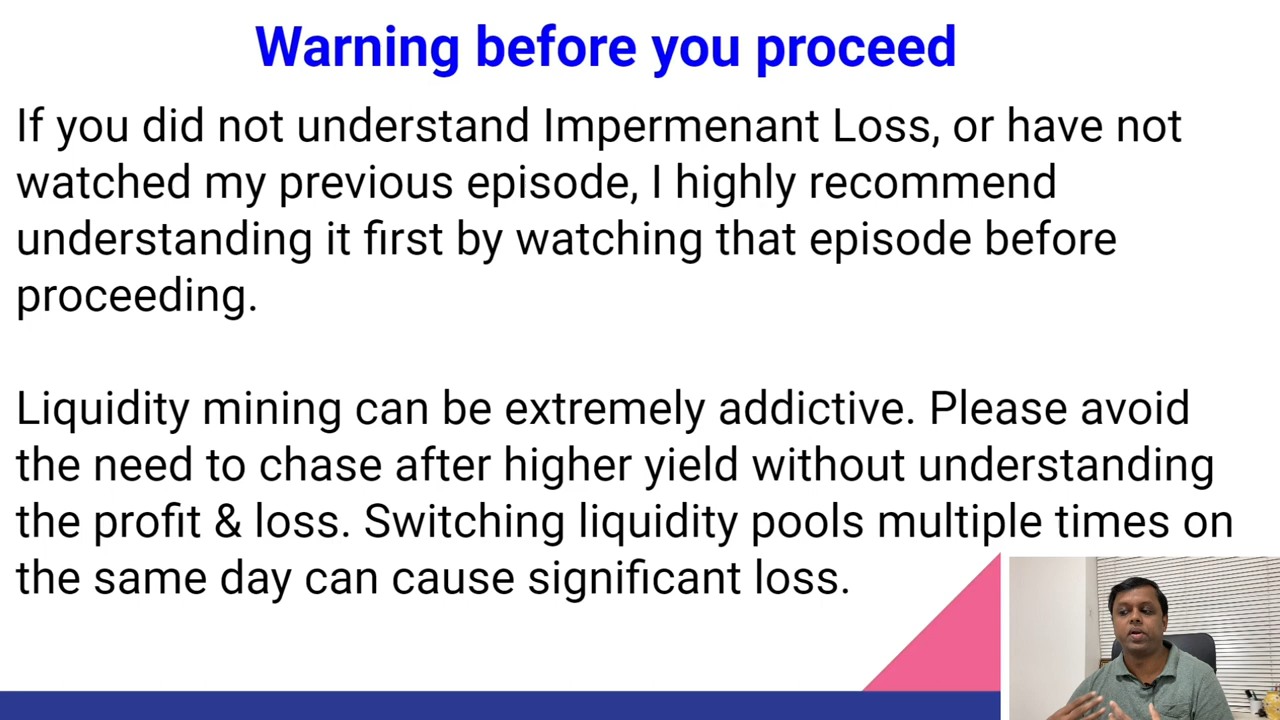 Warning before you proceed
If you did not understand Impermenant Loss, or have not
watched my previous episode, I highly recommend
understanding it first by watching that episode before
proceeding.
Liquidity mining can be extremely addictive. Please avoid
the need to chase after higher yield without understanding
the profit & loss. Switching liquidity pools multiple times on
the same day can cause significant loss.